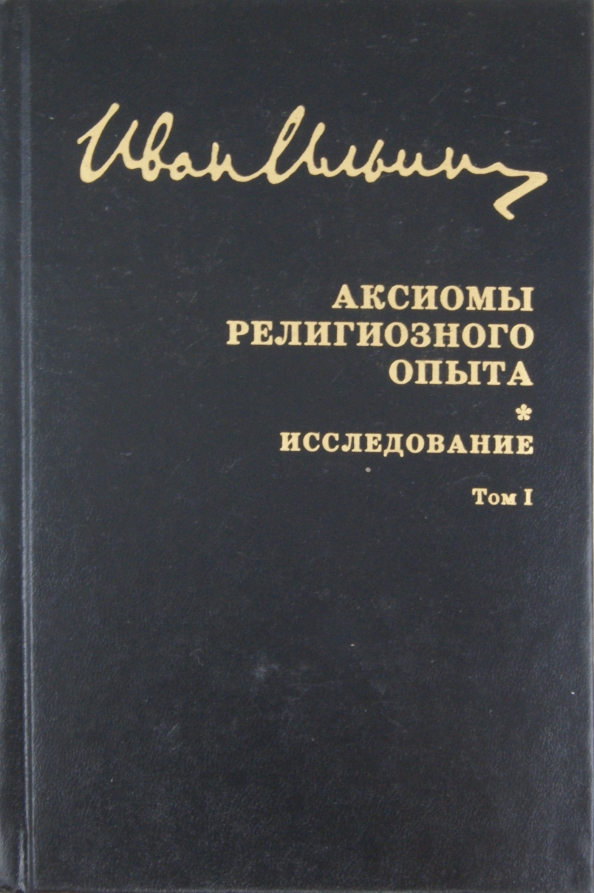 Иван Ильин
АКСИОМЫ
РЕЛИГИОЗНОГО
ОПЫТА
*
ИССЛЕДОВАНИЕ
Том I